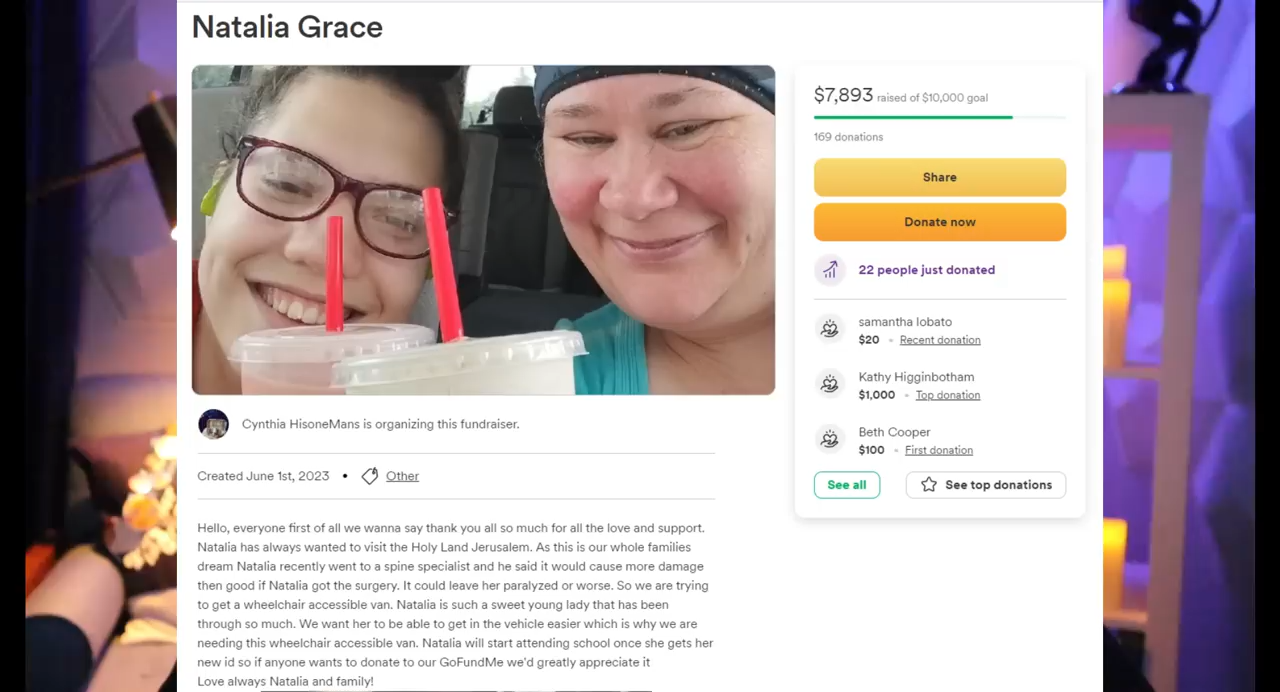 Natalia Grace
$7,893 raised of $10,000 goal
169 donations
Share
Donate now
22 people just donated
samantha lobato
$20 • Recent donation
Kathy Higginbotham
$1,000 • Top donation
Beth Cooper
$100 • First donation
See all
See top donations
Cynthia HisoneMans is organizing this fundraiser.
Created June 1st, 2023 • Other
Hello, everyone first of all we wanna say thank you all so much for all the love and support.
Natalia has always wanted to visit the Holy Land Jerusalem. As this is our whole families
dream Natalia recently went to a spine specialist and he said it would cause more damage
then good if Natalia got the surgery. It could leave her paralyzed or worse. So we are trying
to get a wheelchair accessible van. Natalia is such a sweet young lady that has been
through so much. We want her to be able to get in the vehicle easier which is why we are
needing this wheelchair accessible van. Natalia will start attending school once she gets her
new id so if anyone wants to donate to our GoFundMe we'd greatly appreciate it
Love always Natalia and family!